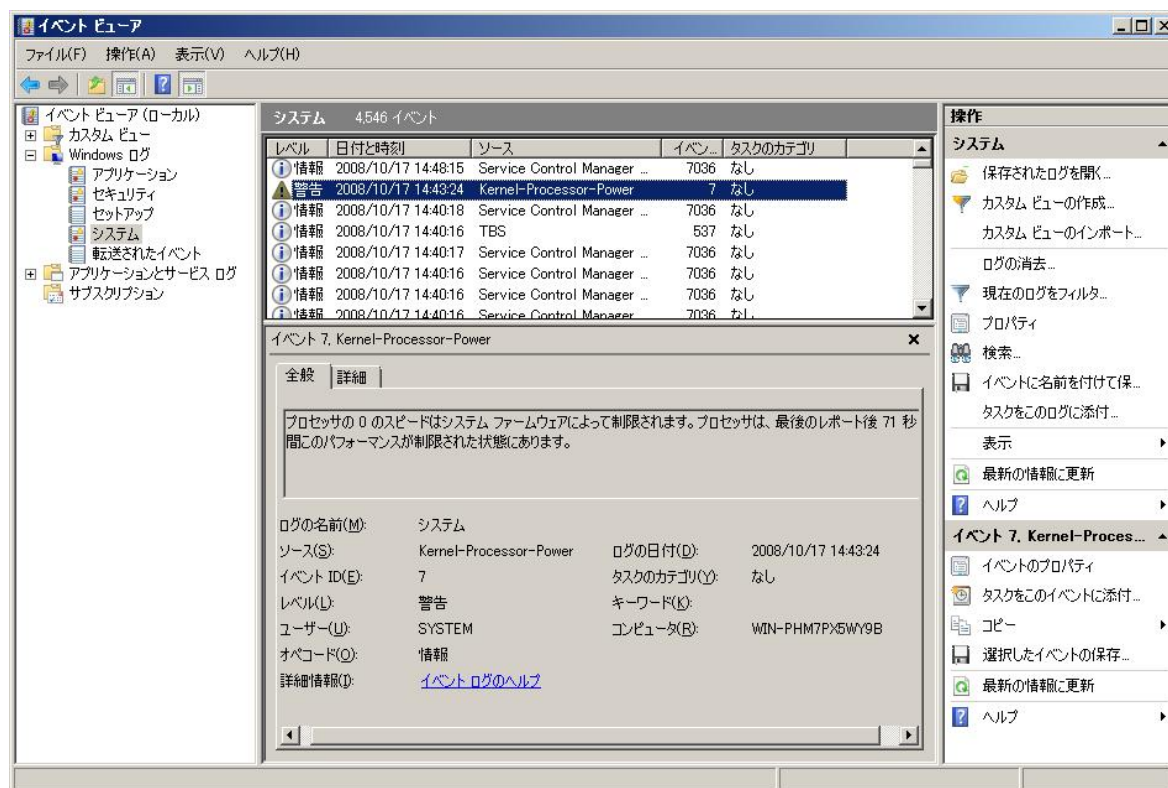 イベント ビューア
ファイル(F) 操作(A) 表示(V) ヘルプ(H)
イベント ビューア (ローカル)
カスタム ビュー
Windows ログ
アプリケーション
セキュリティ
セットアップ
システム
転送されたイベント
アプリケーションとサービス ログ
サブスクリプション
システム 4,546 イベント
レベル 日付と時刻 ソース イベン... タスクのカテゴリ
情報 2008/10/17 14:48:15 Service Control Manager ... 7036 なし
警告 2008/10/17 14:43:24 Kernel-Processor-Power 7 なし
情報 2008/10/17 14:40:18 Service Control Manager ... 7036 なし
情報 2008/10/17 14:40:16 TBS 537 なし
情報 2008/10/17 14:40:17 Service Control Manager ... 7036 なし
情報 2008/10/17 14:40:16 Service Control Manager ... 7036 なし
情報 2008/10/17 14:40:16 Service Control Manager ... 7036 なし
情報 2008/10/17 14:40:16 Service Control Manager 7036 なし
イベント 7, Kernel-Processor-Power
全般 詳細
プロセッサの 0 のスピードはシステム ファームウェアによって制限されます。プロセッサは、最後のレポート後 71 秒
間このパフォーマンスが制限された状態にあります。
ログの名前(M): システム
ソース(S): Kernel-Processor-Power ログの日付(D): 2008/10/17 14:43:24
イベント ID(E): 7 タスクのカテゴリ(Y): なし
レベル(L): 警告 キーワード(K):
ユーザー(U): SYSTEM コンピュータ(R): WIN-PHM7PX5WY9B
オペコード(O): 情報
詳細情報(I): イベント ログのヘルプ
操作
システム
保存されたログを開く...
カスタム ビューの作成...
カスタム ビューのインポート...
ログの消去...
現在のログをフィルタ...
プロパティ
検索...
イベントに名前を付けて保...
タスクをこのログに添付...
表示
最新の情報に更新
ヘルプ
イベント 7, Kernel-Proces...
イベントのプロパティ
タスクをこのイベントに添付...
コピー
選択したイベントの保存...
最新の情報に更新
ヘルプ